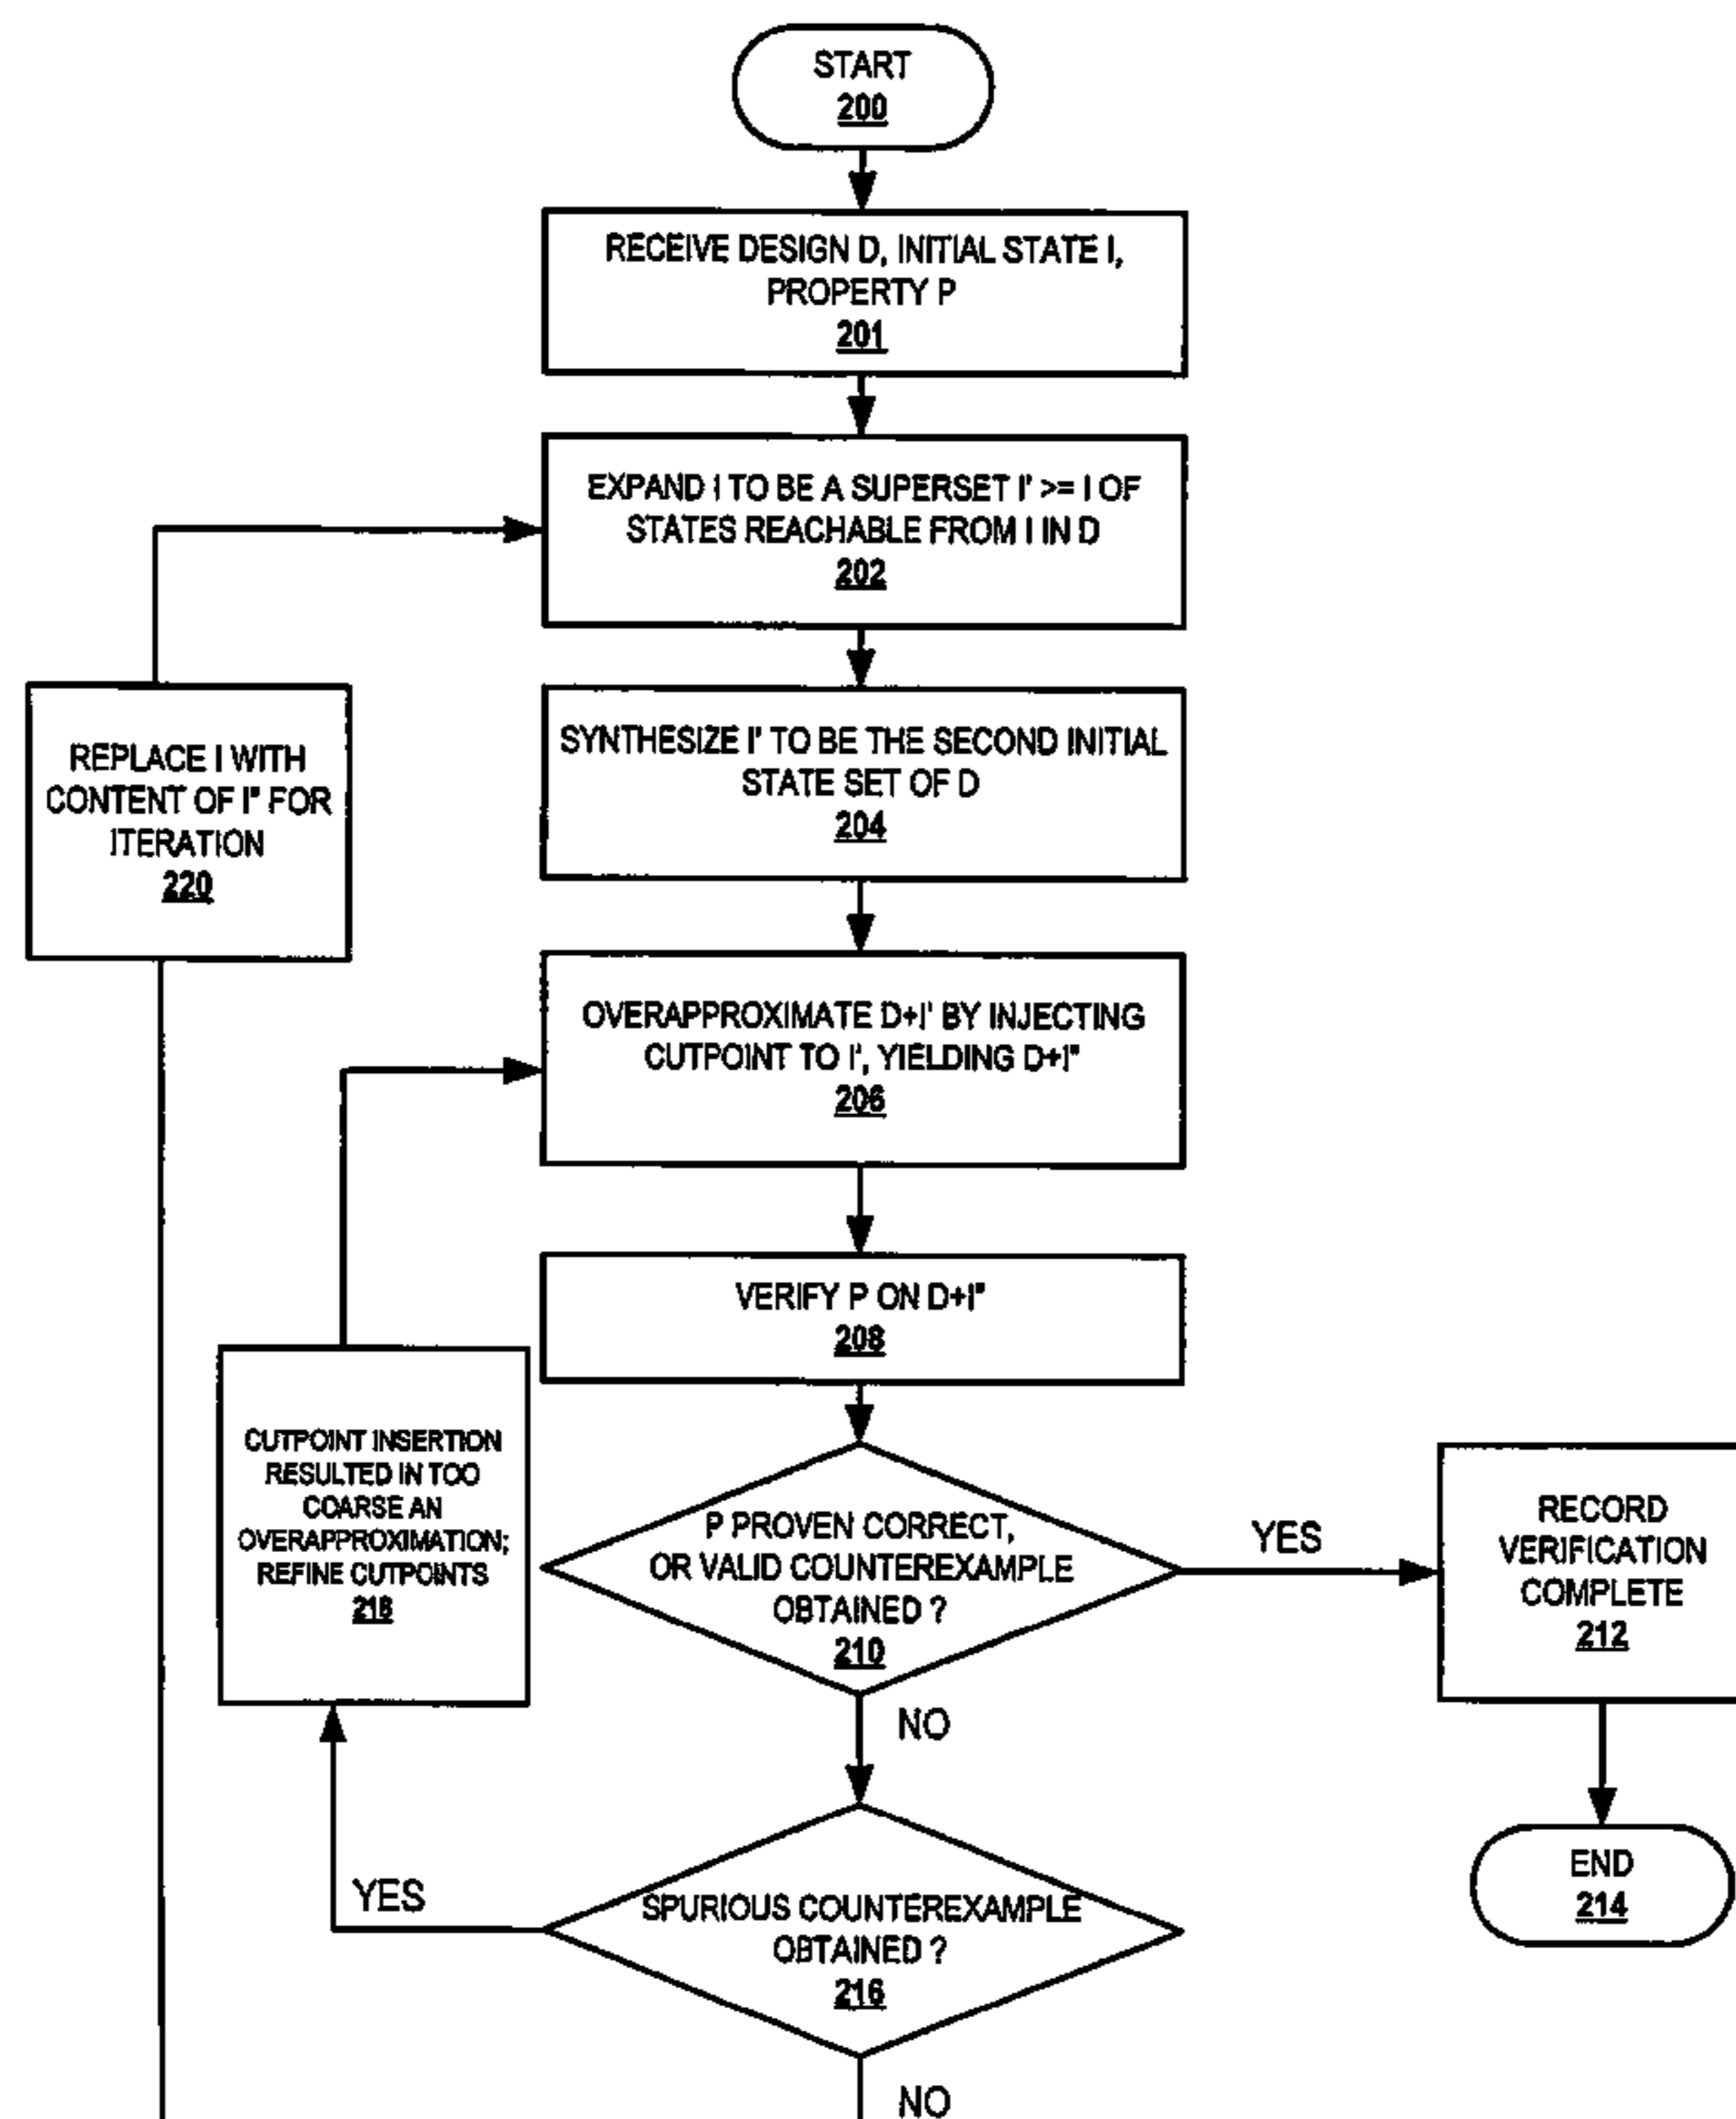 START
200
RECEIVE DESIGN D, INITIAL STATE I,
PROPERTY P
201
EXPAND I TO BE A SUPERSET I' >= I OF
STATES REACHABLE FROM I IN D
202
SYNTHESIZE I' TO BE THE SECOND INITIAL
STATE SET OF D
204
REPLACE I WITH
CONTENT OF I" FOR
ITERATION
220
OVERAPPROXIMATE D+I' BY INJECTING
CUTPOINT TO I', YIELDING D+I"
206
VERIFY P ON D+I"
208
CUTPOINT INSERTION
RESULTED IN TOO
COARSE AN
OVERAPPROXIMATION;
REFINE CUTPOINTS
218
P PROVEN CORRECT,
OR VALID COUNTEREXAMPLE
OBTAINED ?
210
YES
RECORD
VERIFICATION
COMPLETE
212
NO
END
214
YES
SPURIOUS COUNTEREXAMPLE
OBTAINED ?
216
NO